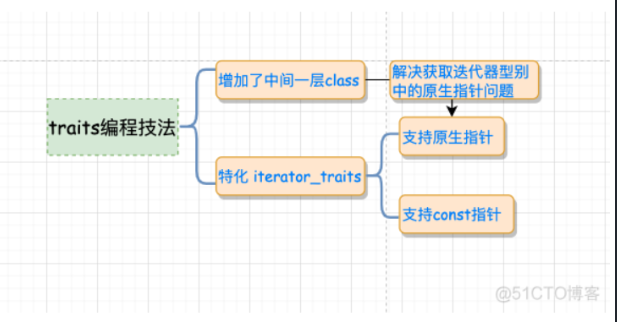 traits编程技法
增加了中间一层class
解决获取迭代器型别
中的原生指针问题
特化 iterator_traits
支持原生指针
支持const指针
@51CTO博客